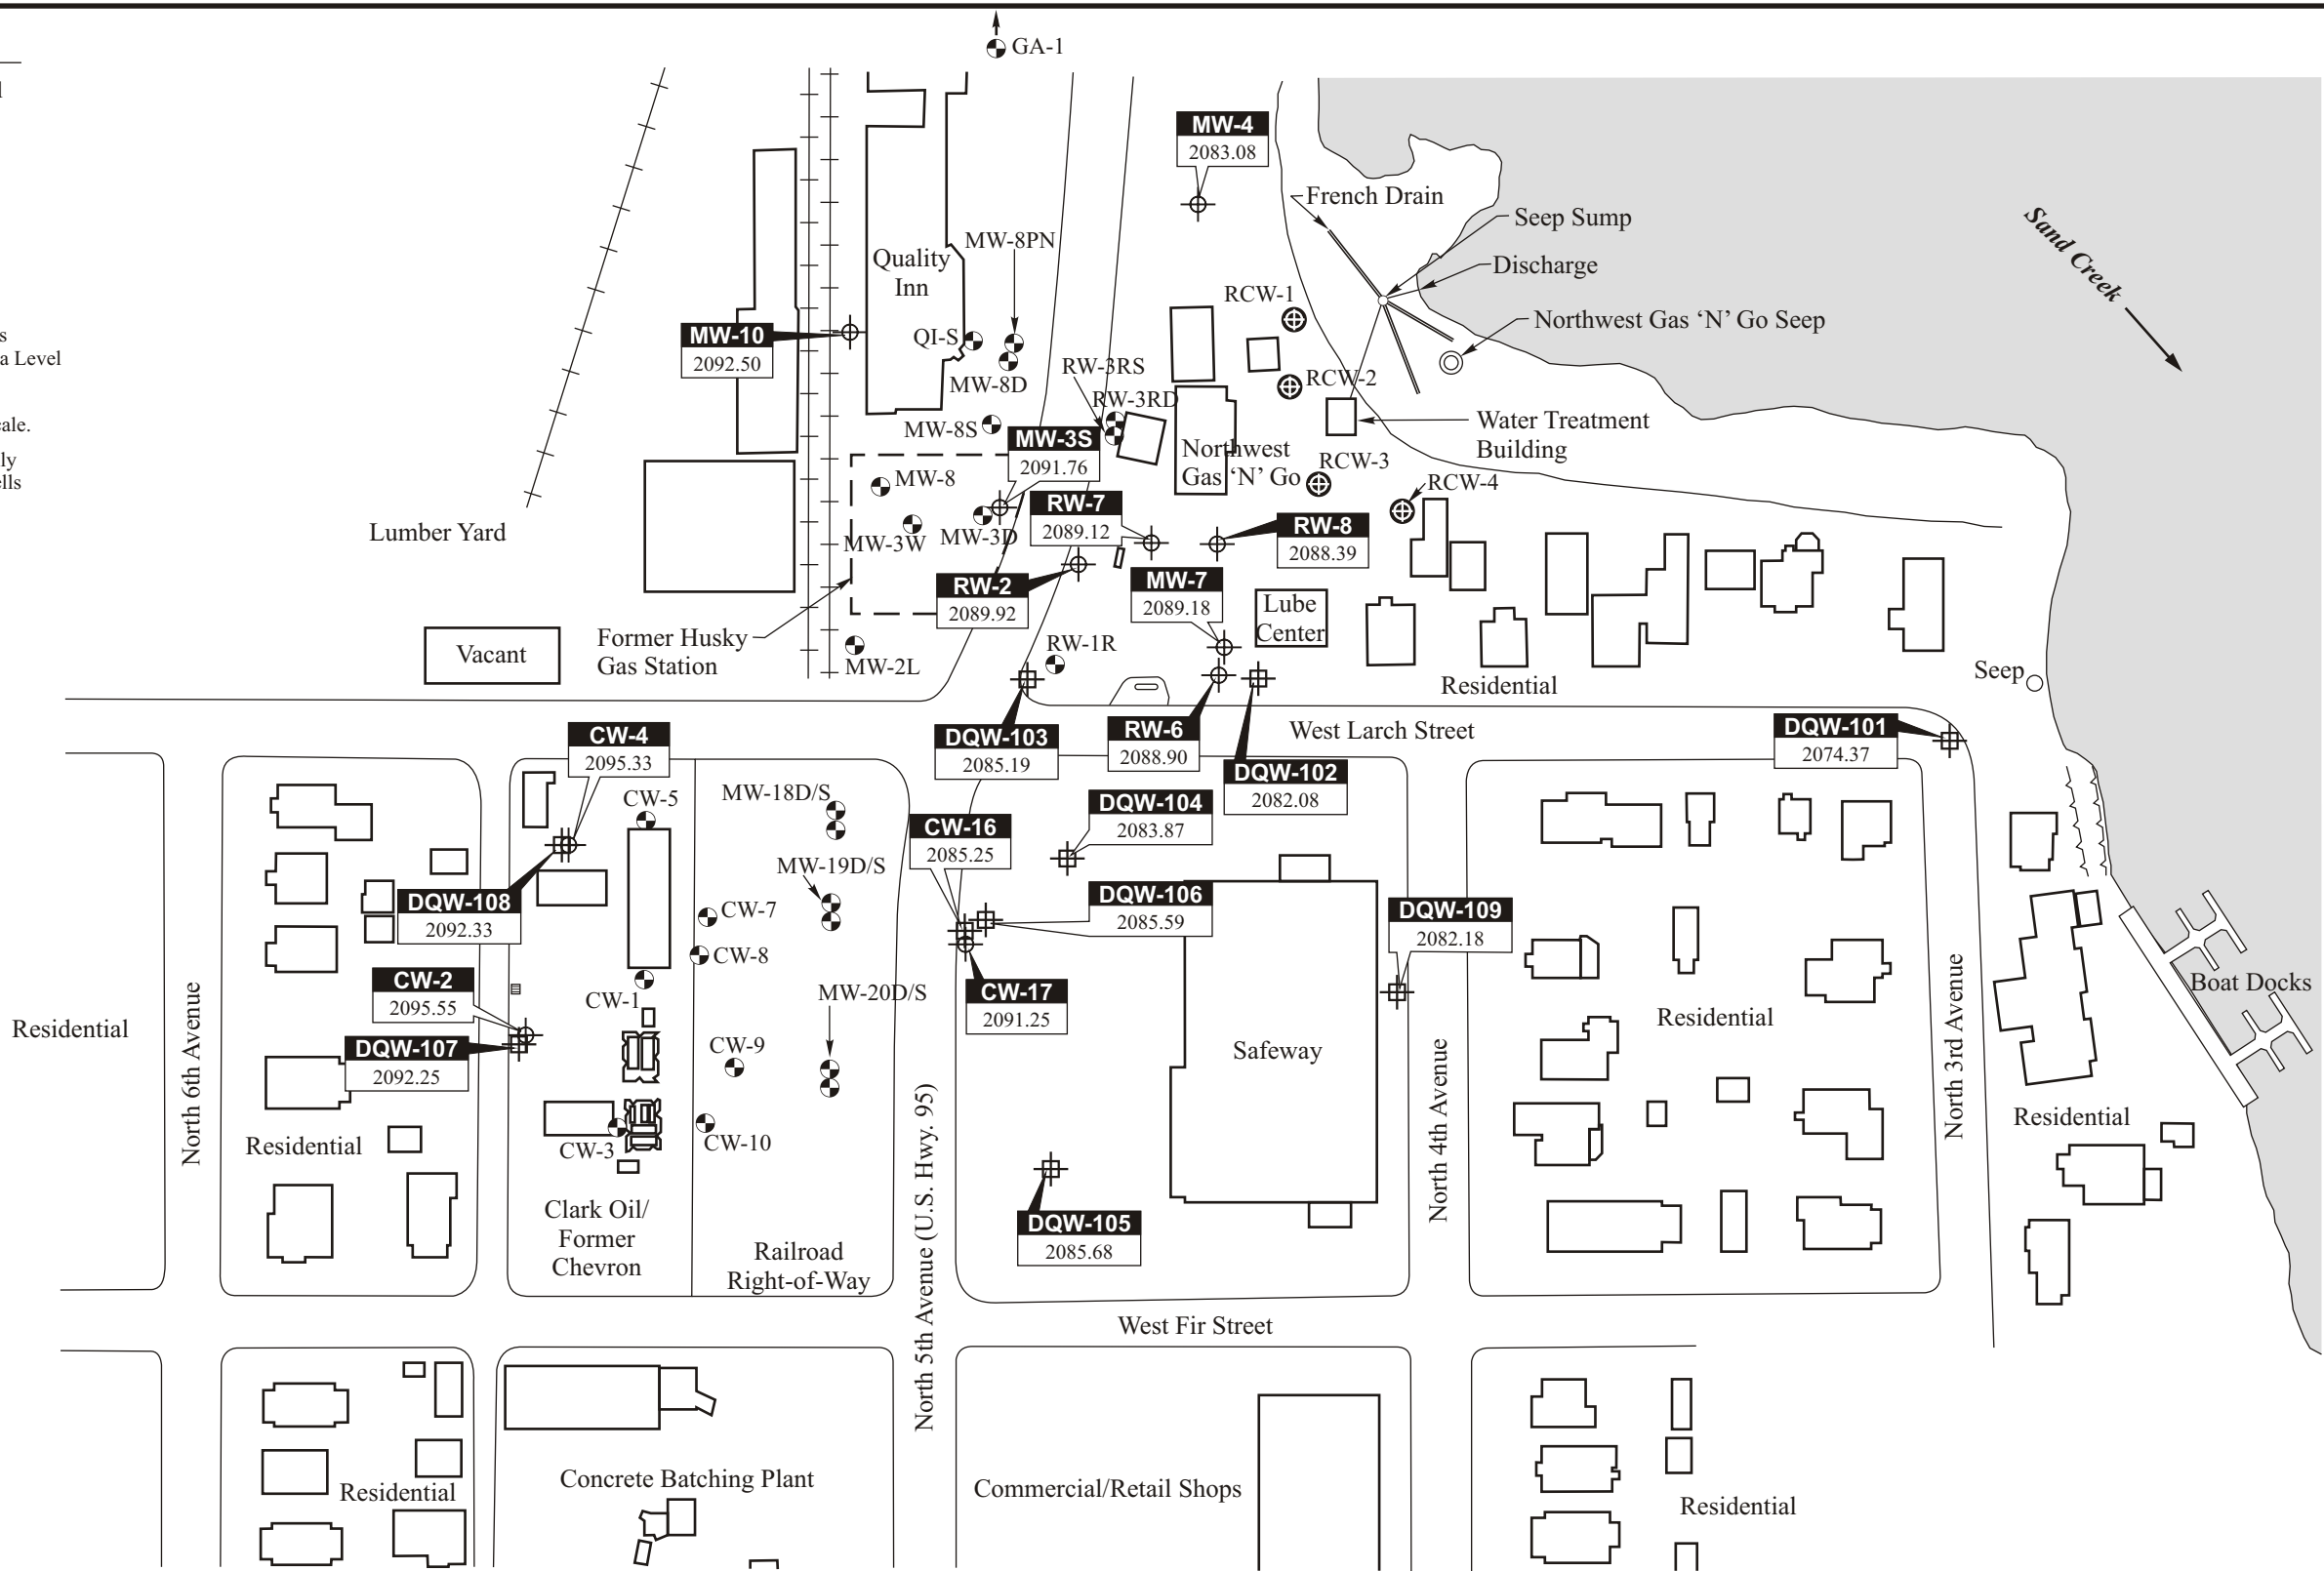 GA-1
l
MW-4
2083.08
French Drain
Seep Sump
Sand Creek
MW-8PN
Quality
Inn
Discharge
RCW-1
Northwest Gas ‘N’ Go Seep
s
a Level
MW-10
2092.50
QI-S
MW-8D
RW-3RS
RCW-2
RW-3RD
cale.
MW-8S
MW-3S
2091.76
Water Treatment
Building
Northwest
Gas ‘N’ Go
ly
ells
MW-8
RCW-3
RCW-4
RW-7
2089.12
Lumber Yard
MW-3W
MW-3D
RW-8
2088.39
RW-2
2089.92
MW-7
2089.18
Lube
Center
Vacant
Former Husky
Gas Station
MW-2L
RW-1R
Residential
Seep
CW-4
2095.33
DQW-103
2085.19
RW-6
2088.90
West Larch Street
DQW-101
2074.37
DQW-102
2082.08
CW-5
MW-18D/S
DQW-104
2083.87
CW-16
2085.25
MW-19D/S
DQW-108
2092.33
CW-7
DQW-106
2085.59
DQW-109
2082.18
CW-8
CW-2
2095.55
CW-1
MW-20D/S
CW-17
2091.25
Boat Docks
Residential
Residential
North 6th Avenue
DQW-107
2092.25
CW-9
Safeway
North 4th Avenue
North 3rd Avenue
Residential
Residential
CW-3
CW-10
North 5th Avenue (U.S. Hwy. 95)
Clark Oil/
Former
Chevron
DQW-105
2085.68
Railroad
Right-of-Way
West Fir Street
Residential
Concrete Batching Plant
Commercial/Retail Shops
Residential